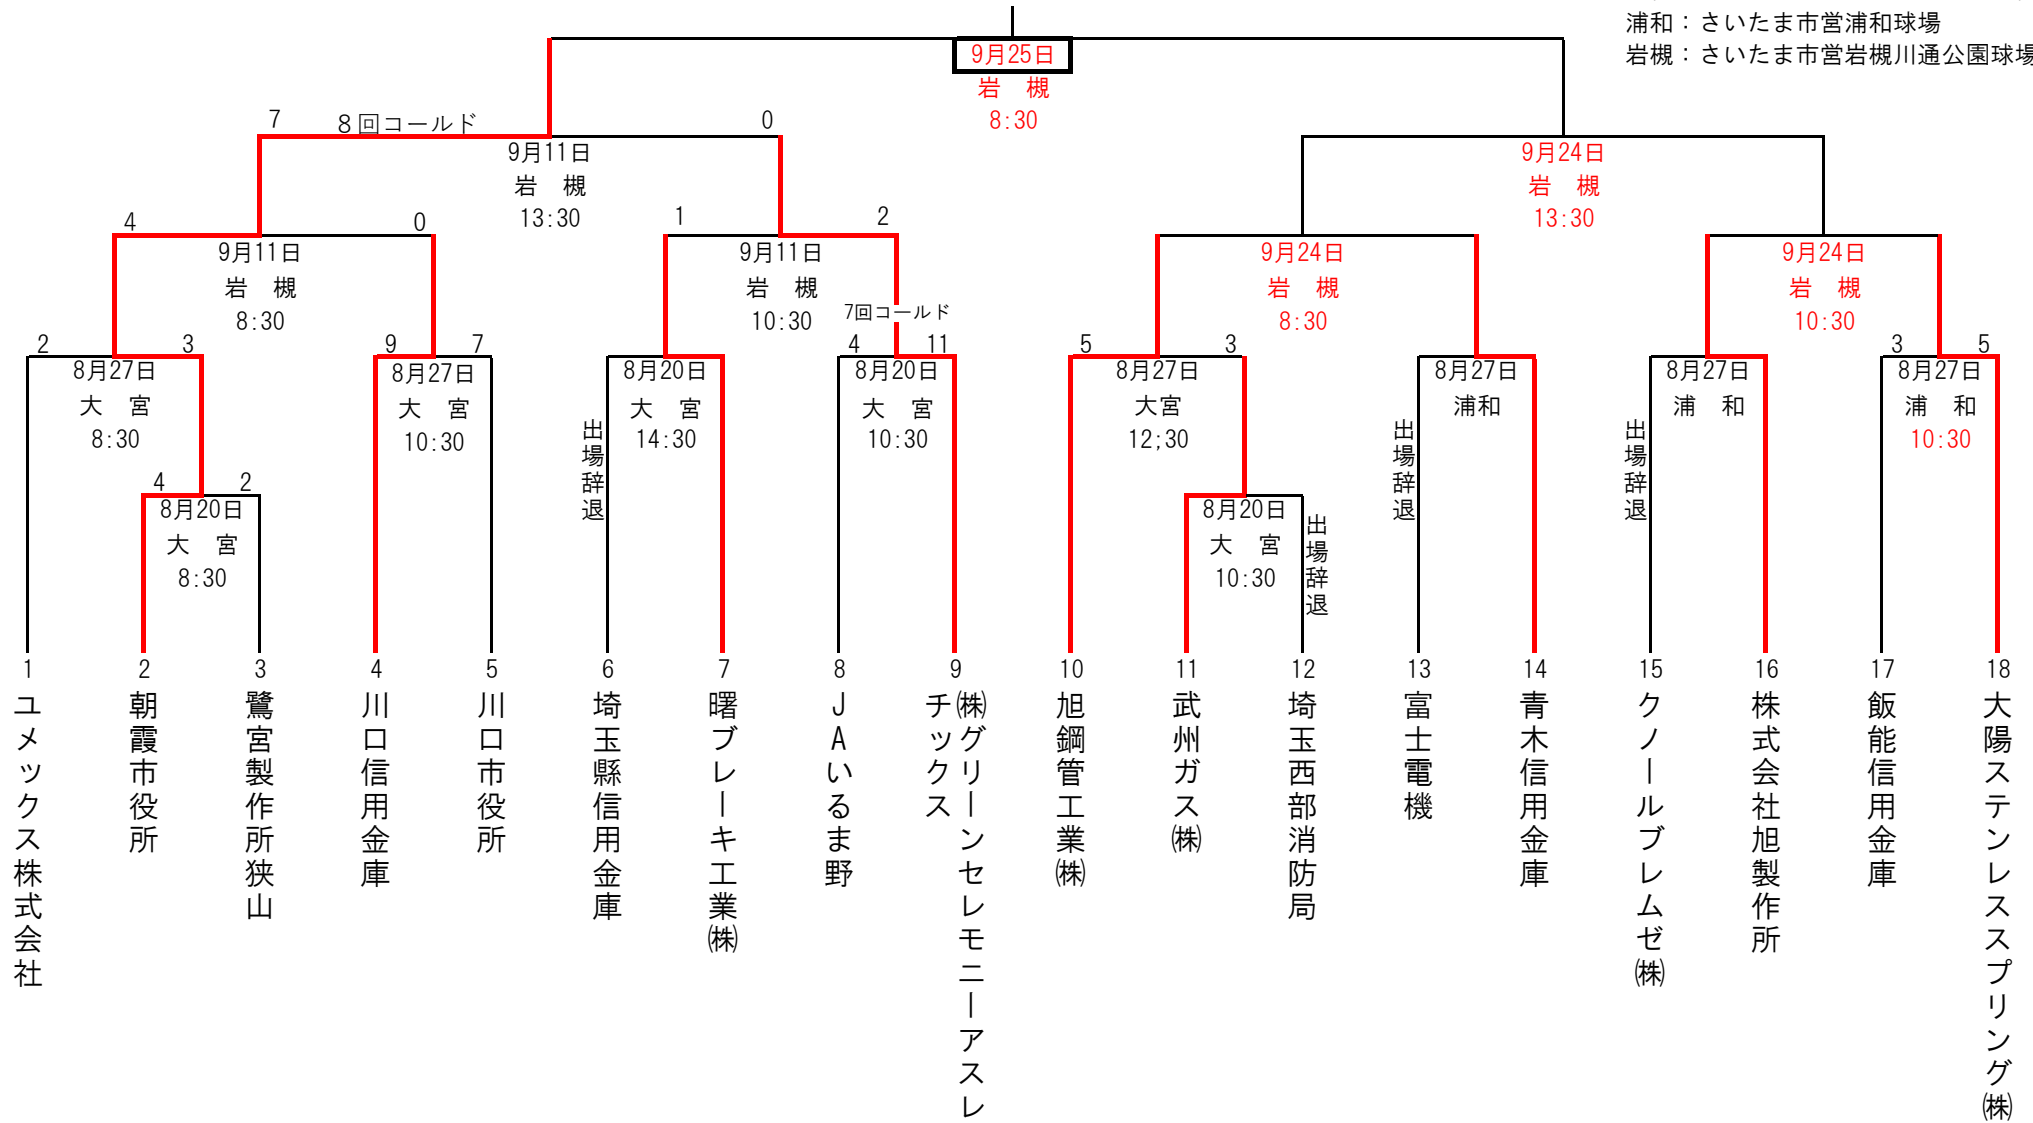 浦和：さいたま市営浦和球場
岩槻：さいたま市営岩槻川通公園球場
9月25日
岩　槻
8:30
7
８回コールド
0
9月11日
岩　槻
13:30
9月24日
岩　槻
13:30
4
0
9月11日
岩　槻
8:30
1
2
9月11日
岩　槻
10:30
9月24日
岩　槻
8:30
9月24日
岩　槻
10:30
7回コールド
2
3
8月27日
大　宮
8:30
9
7
8月27日
大　宮
10:30
8月20日
大　宮
14:30
出場辞退
4
11
8月20日
大　宮
10:30
5
3
8月27日
大宮
12;30
8月27日
浦和
出場辞退
8月27日
浦　和
出場辞退
3
5
8月27日
浦　和
10:30
4
2
8月20日
大　宮
8:30
8月20日
大　宮
10:30
出場辞退
1
ユメックス株式会社
2
朝霞市役所
3
鷺宮製作所狭山
4
川口信用金庫
5
川口市役所
6
埼玉縣信用金庫
7
曙ブレーキ工業㈱
8
ＪＡいるま野
9
㈱グリーンセレモニーアスレ
チックス
10
旭鋼管工業㈱
11
武州ガス㈱
12
埼玉西部消防局
13
富士電機
14
青木信用金庫
15
クノールブレムゼ㈱
16
株式会社旭製作所
17
飯能信用金庫
18
大陽ステンレススプリング㈱